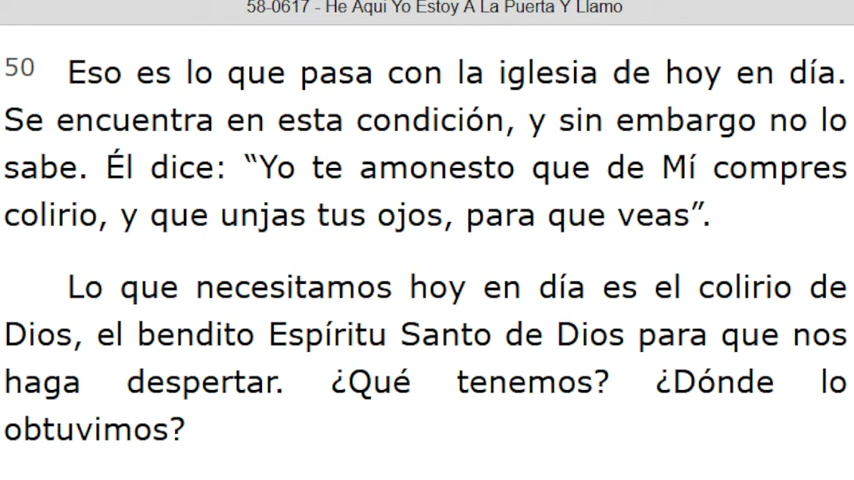 58-0617 - He Aqui Yo Estoy A La Puerta Y Llamo
50 Eso es lo que pasa con la iglesia de hoy en día.
Se encuentra en esta condición, y sin embargo no lo
sabe. Él dice: “Yo te amonesto que de Mí compres
colirio, y que unjas tus ojos, para que veas”.
Lo que necesitamos hoy en día es el colirio de
Dios, el bendito Espíritu Santo de Dios para que nos
haga despertar. ¿Qué tenemos? ¿Dónde lo
obtuvimos?